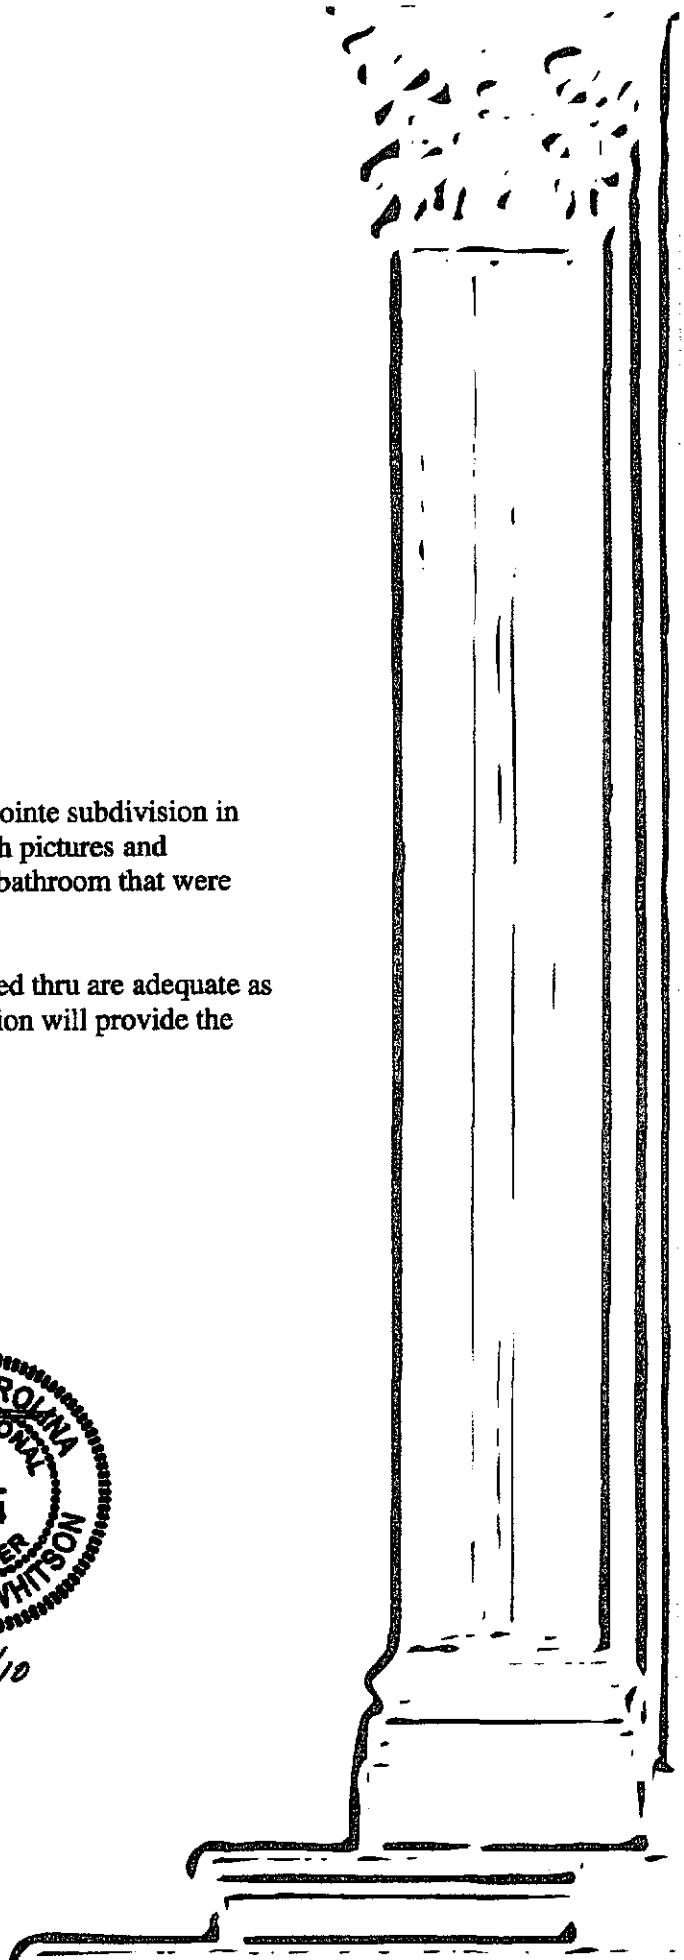 ointe subdivision in
h pictures and
bathroom that were
ed thru are adequate as
ion will provide the
ROLINA
ONAL
ER
WHITSON
/10